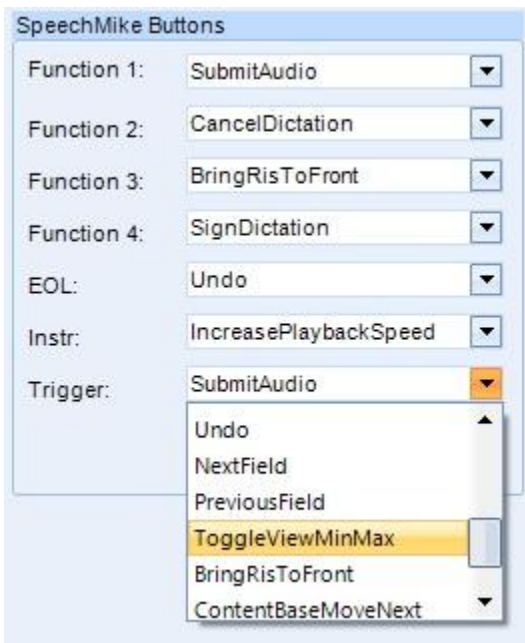 SpeechMike Buttons
Function 1: SubmitAudio
Function 2: CancelDictation
Function 3: BringRisToFront
Function 4: SignDictation
EOL: Undo
Instr: IncreasePlaybackSpeed
Trigger: SubmitAudio
Undo
NextField
PreviousField
ToggleViewMinMax
BringRisToFront
ContentBaseMoveNext